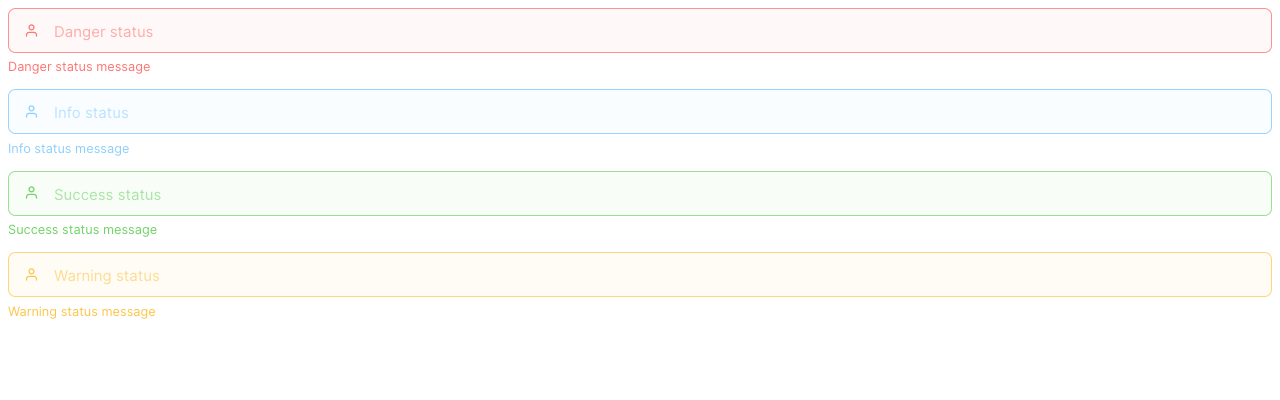 Danger status
Danger status message
Info status
Info status message
Success status
Success status message
Warning status
Warning status message